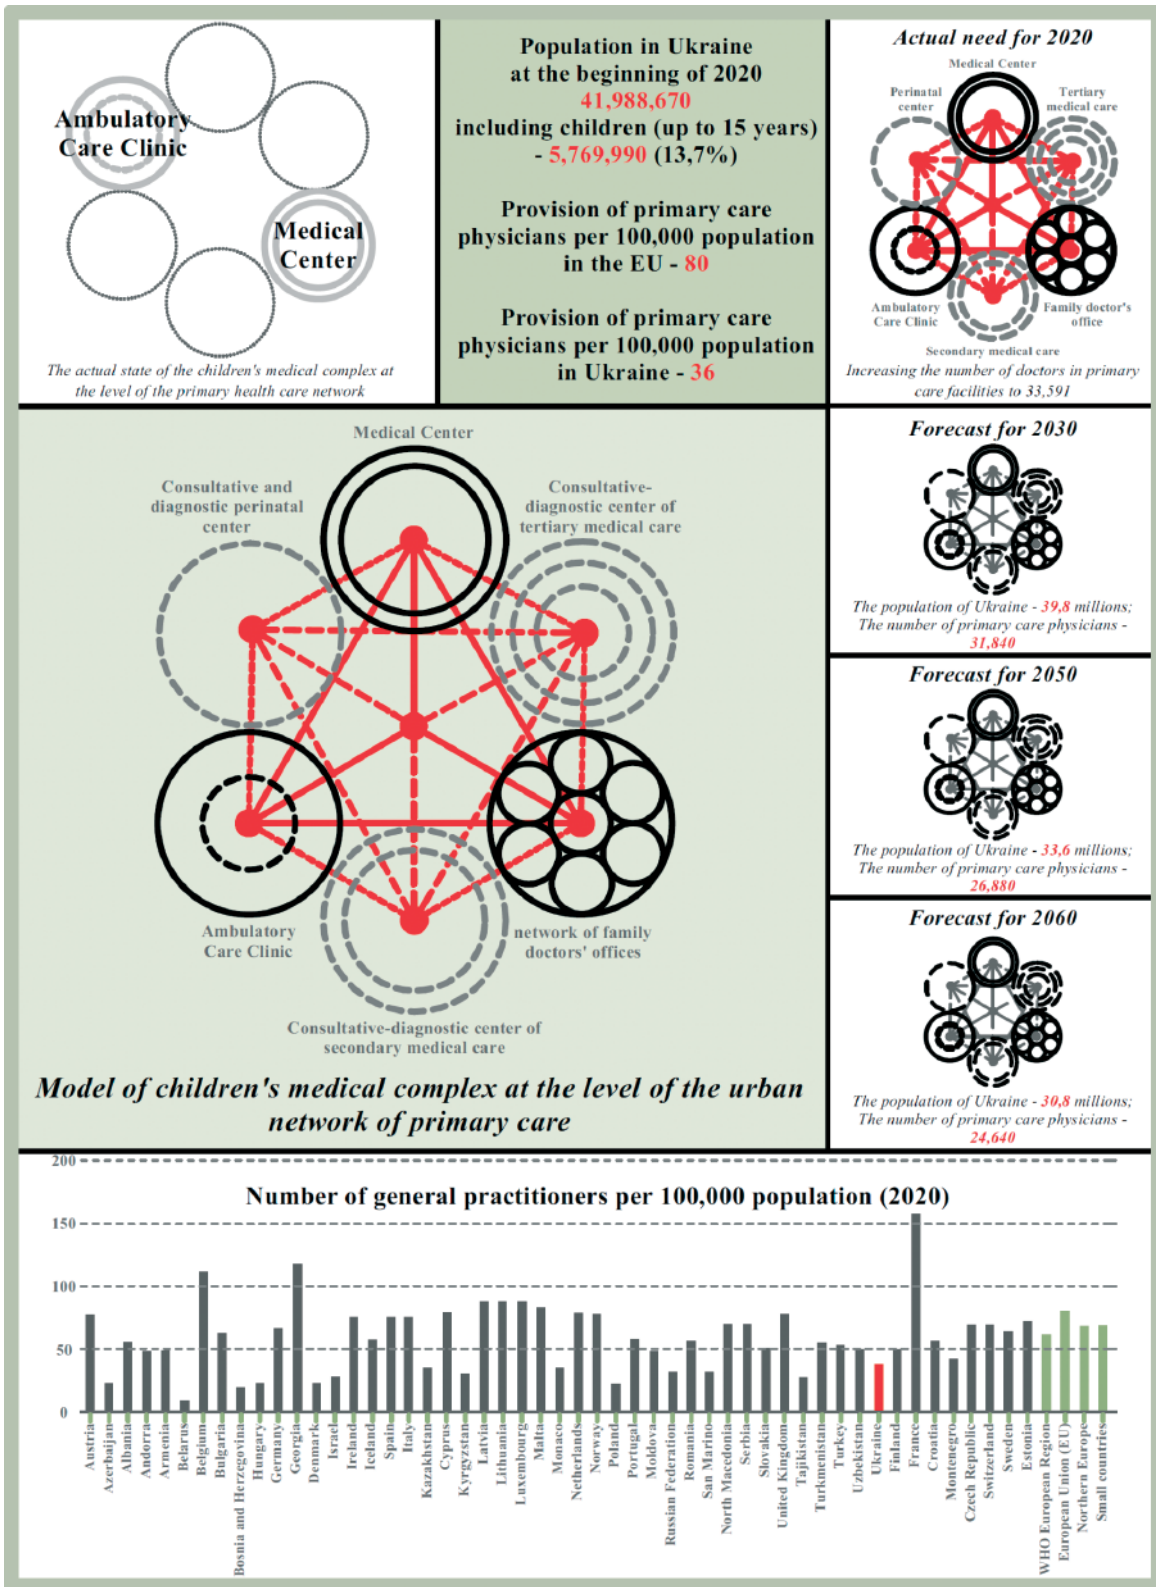 Ambulatory
Care Clinic
Medical
Center
The actual state of the children's medical complex at
the level of the primary health care network
Population in Ukraine
at the beginning of 2020
41,988,670
including children (up to 15 years)
- 5,769,990 (13,7%)
Provision of primary care
physicians per 100,000 population
in the EU - 80
Provision of primary care
physicians per 100,000 population
in Ukraine - 36
Actual need for 2020
Medical Center
Perinatal
center
Tertiary
medical care
Ambulatory
Care Clinic
Family doctor's
office
Secondary medical care
Increasing the number of doctors in primary
care facilities to 33,591
Medical Center
Consultative and
diagnostic perinatal
center
Consultative-
diagnostic center of
tertiary medical care
Ambulatory
Care Clinic
network of family
doctors' offices
Consultative-diagnostic center of
secondary medical care
Model of children's medical complex at the level of the urban
network of primary care
Forecast for 2030
The population of Ukraine - 39,8 millions;
The number of primary care physicians -
31,840
Forecast for 2050
The population of Ukraine - 33,6 millions;
The number of primary care physicians -
26,880
Forecast for 2060
The population of Ukraine - 30,8 millions;
The number of primary care physicians -
24,640
Number of general practitioners per 100,000 population (2020)
200
150
100
50
0
Austria
Azerbaijan
Albania
Andorra
Armenia
Belarus
Belgium
Bulgaria
Bosnia and Herzegovina
Hungary
Germany
Georgia
Denmark
Israel
Ireland
Iceland
Spain
Italy
Kazakhstan
Cyprus
Kyrgyzstan
Latvia
Lithuania
Luxembourg
Malta
Monaco
Netherlands
Norway
Poland
Portugal
Moldova
Russian Federation
Romania
San Marino
North Macedonia
Serbia
Slovakia
United Kingdom
Tajikistan
Turkmenistan
Turkey
Uzbekistan
Ukraine
Finland
France
Croatia
Montenegro
Czech Republic
Switzerland
Sweden
Estonia
WHO European Region
European Union (EU)
Northern Europe
Small countries